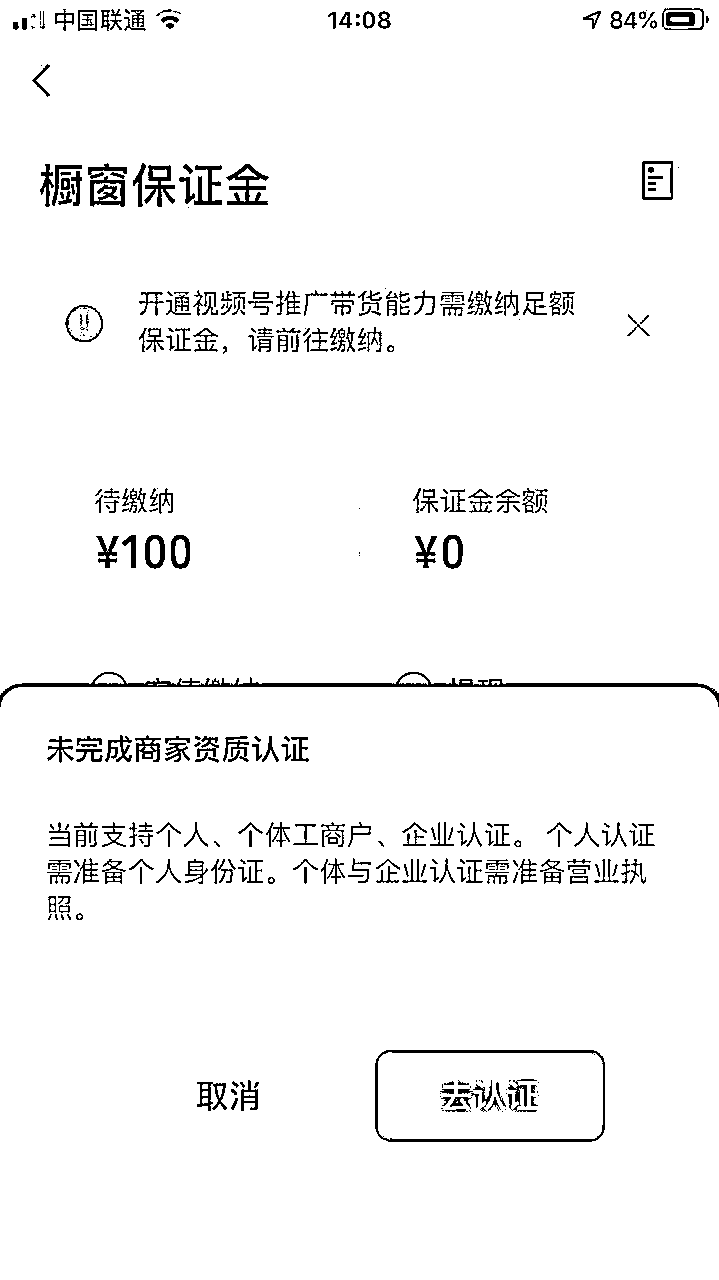 中国联通 14:08 84%
橱窗保证金
开通视频号推广带货能力需缴纳足额
保证金，请前往缴纳。
待缴纳 保证金余额
¥100 ¥0
未完成商家资质认证
当前支持个人、个体工商户、企业认证。 个人认证
需准备个人身份证。个体与企业认证需准备营业执
照。
取消 去认证